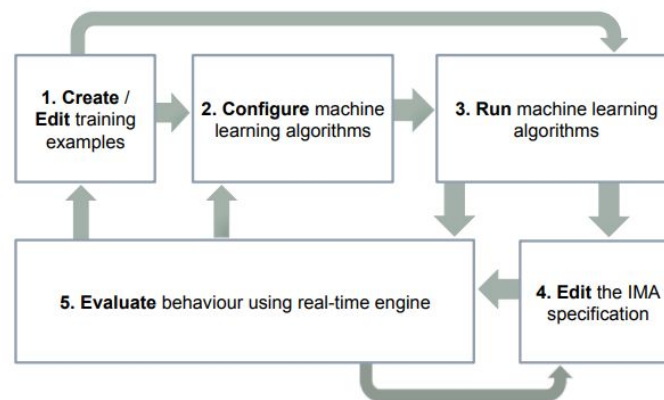 1. Create /
Edit training
examples
2. Configure machine
learning algorithms
3. Run machine learning
algorithms
5. Evaluate behaviour using real-time engine
4. Edit the IMA
specification